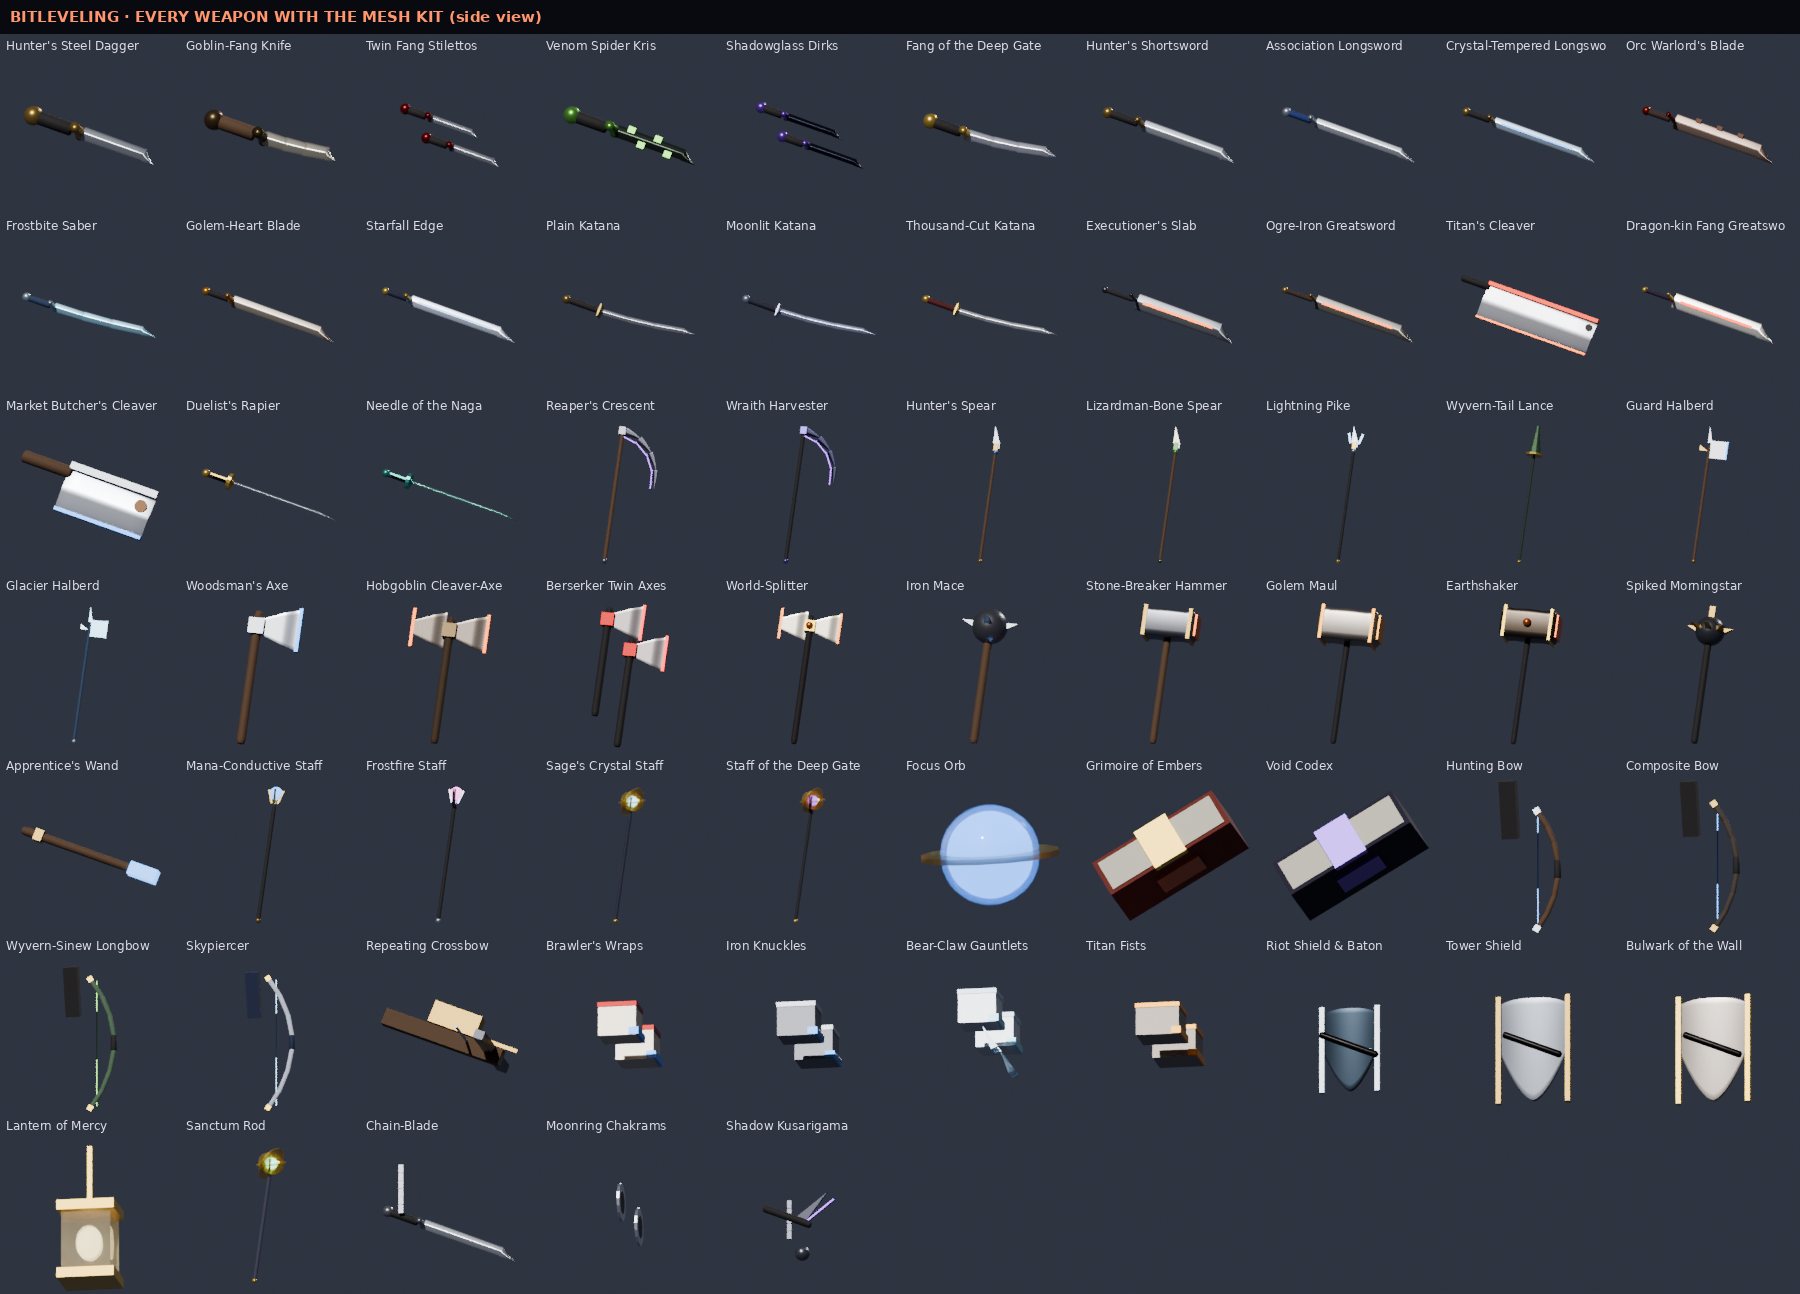 BITLEVELING · EVERY WEAPON WITH THE MESH KIT (side view)
Hunter's Steel Dagger
Goblin-Fang Knife
Twin Fang Stilettos
Venom Spider Kris
Shadowglass Dirks
Fang of the Deep Gate
Hunter's Shortsword
Association Longsword
Crystal-Tempered Longswo
Orc Warlord's Blade
Frostbite Saber
Golem-Heart Blade
Starfall Edge
Plain Katana
Moonlit Katana
Thousand-Cut Katana
Executioner's Slab
Ogre-Iron Greatsword
Titan's Cleaver
Dragon-kin Fang Greatswo
Market Butcher's Cleaver
Duelist's Rapier
Needle of the Naga
Reaper's Crescent
Wraith Harvester
Hunter's Spear
Lizardman-Bone Spear
Lightning Pike
Wyvern-Tail Lance
Guard Halberd
Glacier Halberd
Woodsman's Axe
Hobgoblin Cleaver-Axe
Berserker Twin Axes
World-Splitter
Iron Mace
Stone-Breaker Hammer
Golem Maul
Earthshaker
Spiked Morningstar
Apprentice's Wand
Mana-Conductive Staff
Frostfire Staff
Sage's Crystal Staff
Staff of the Deep Gate
Focus Orb
Grimoire of Embers
Void Codex
Hunting Bow
Composite Bow
Wyvern-Sinew Longbow
Skypiercer
Repeating Crossbow
Brawler's Wraps
Iron Knuckles
Bear-Claw Gauntlets
Titan Fists
Riot Shield & Baton
Tower Shield
Bulwark of the Wall
Lantern of Mercy
Sanctum Rod
Chain-Blade
Moonring Chakrams
Shadow Kusarigama